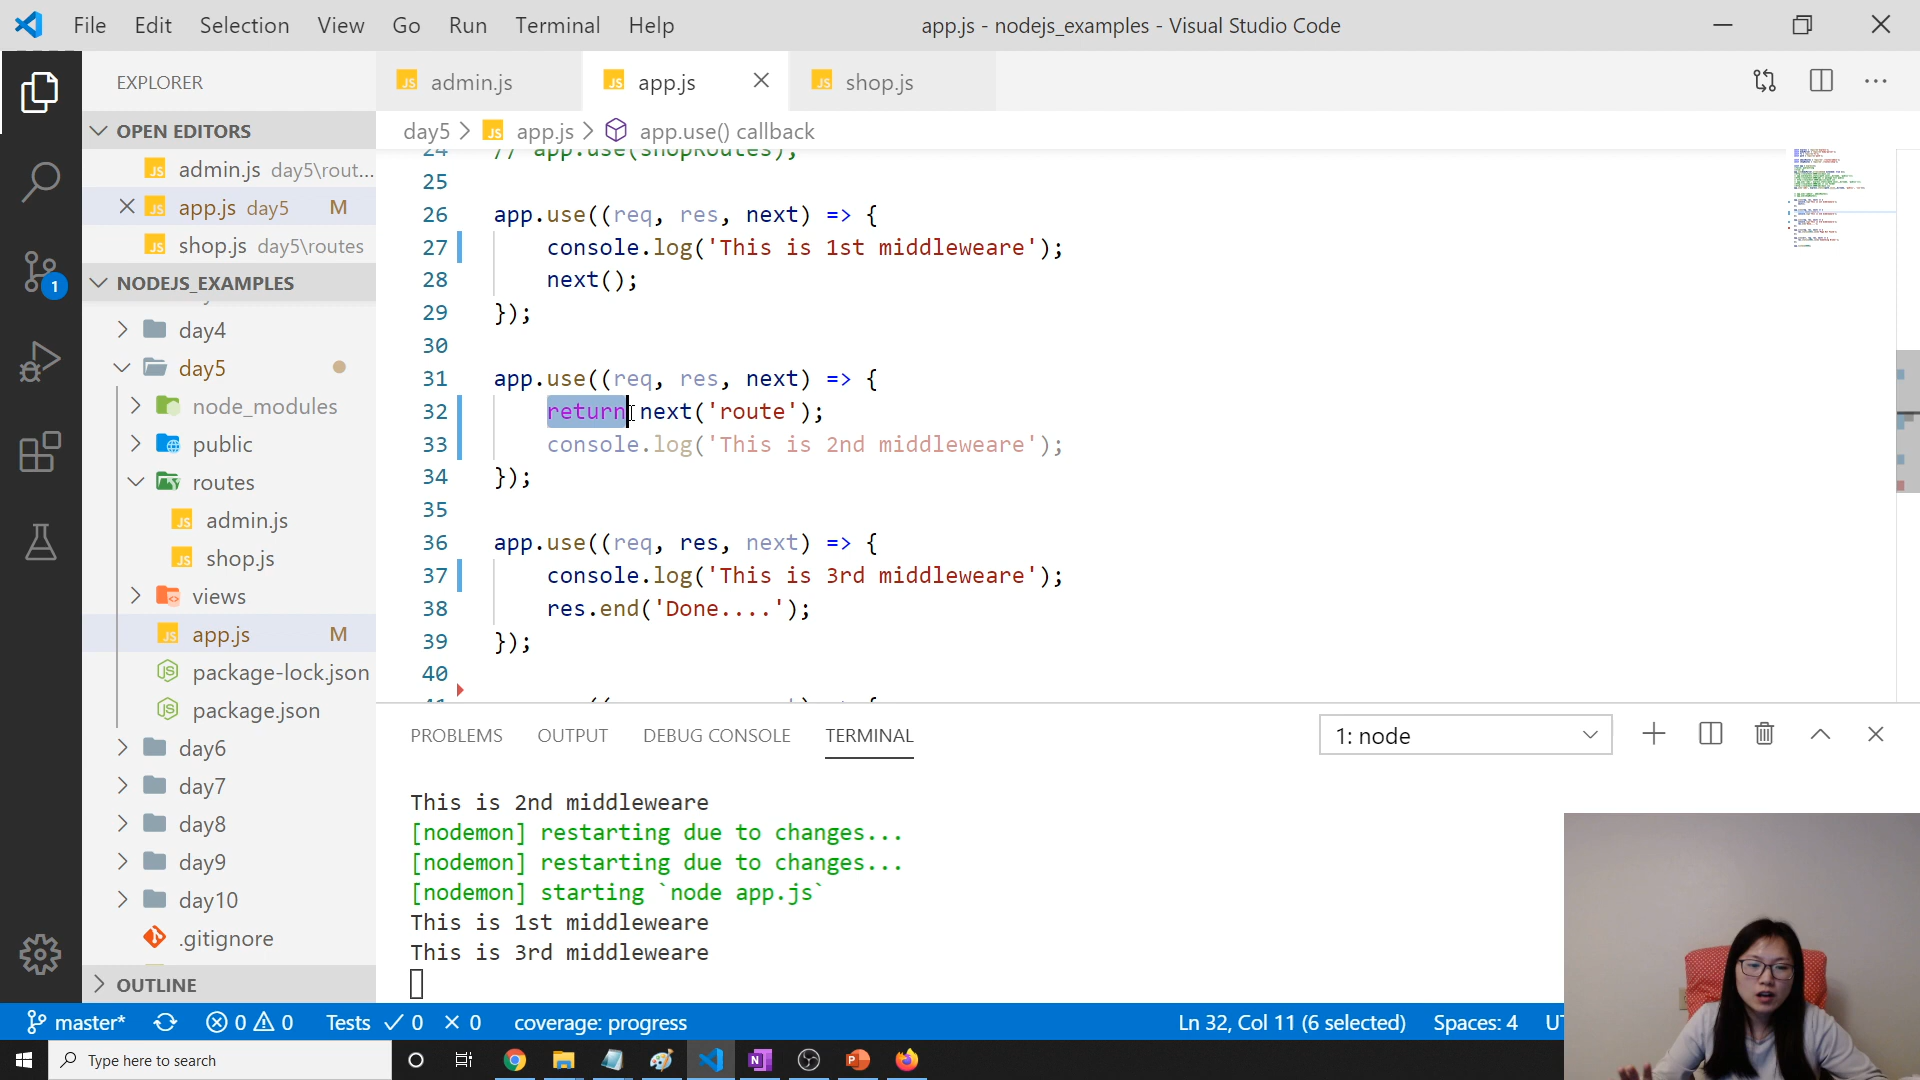 File Edit Selection View Go Run Terminal Help
app.js - nodejs_examples - Visual Studio Code
EXPLORER
OPEN EDITORS
admin.js day5\rout...
app.js day5 M
shop.js day5\routes
NODEJS_EXAMPLES
day4
day5
node_modules
public
routes
admin.js
shop.js
views
app.js M
package-lock.json
package.json
day6
day7
day8
day9
day10
.gitignore
OUTLINE
admin.js app.js shop.js
day5 > app.js > app.use() callback
24 // app.use(shopRoutes);
25
26 app.use((req, res, next) => {
27 console.log('This is 1st middleweare');
28 next();
29 });
30
31 app.use((req, res, next) => {
32 return next('route');
33 console.log('This is 2nd middleweare');
34 });
35
36 app.use((req, res, next) => {
37 console.log('This is 3rd middleweare');
38 res.end('Done....');
39 });
40
PROBLEMS OUTPUT DEBUG CONSOLE TERMINAL
1: node
This is 2nd middleweare
[nodemon] restarting due to changes...
[nodemon] restarting due to changes...
[nodemon] starting `node app.js`
This is 1st middleweare
This is 3rd middleweare
1
master* 0 0 Tests 0 0 coverage: progress
Ln 32, Col 11 (6 selected) Spaces: 4
Type here to search